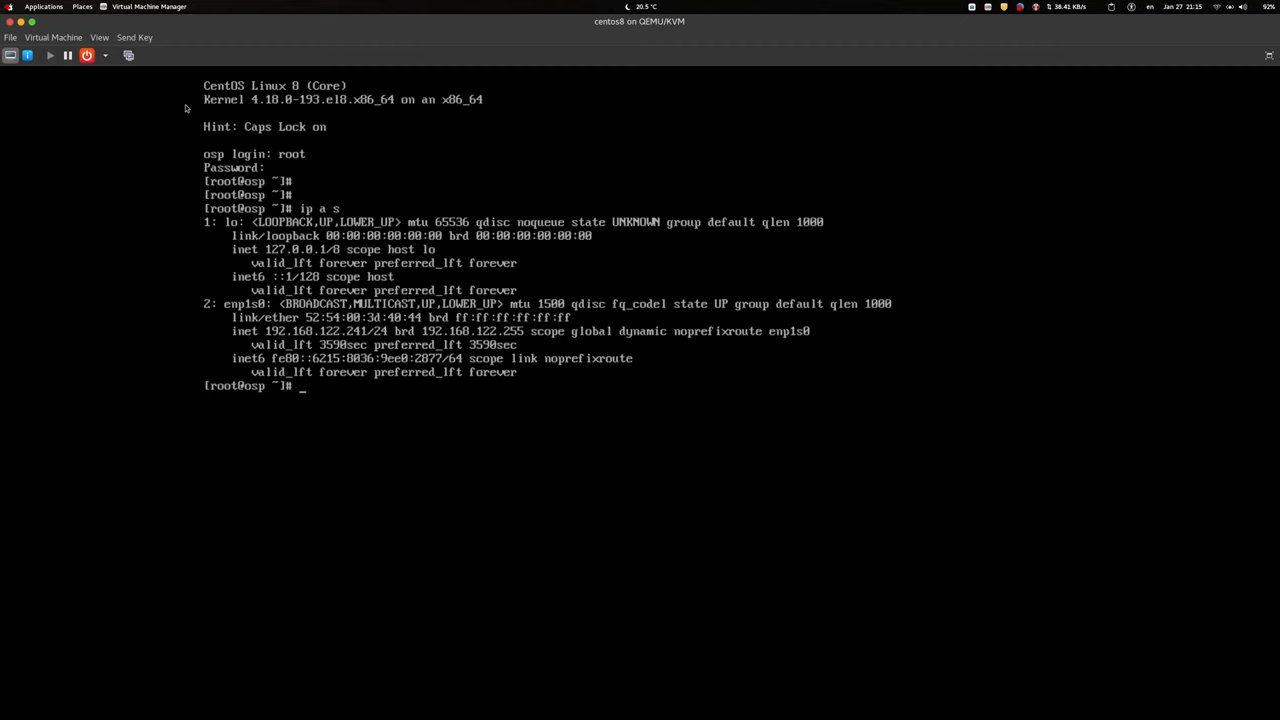 Applications Places Virtual Machine Manager 20.5 °C 38.41 KB/s en Jan 27 21:15 92%
centos8 on QEMU/KVM
File Virtual Machine View Send Key
CentOS Linux 8 (Core)
Kernel 4.18.0-193.el8.x86_64 on an x86_64
Hint: Caps Lock on
osp login: root
Password:
[root@osp ~]#
[root@osp ~]#
[root@osp ~]# ip a s
1: lo: <LOOPBACK,UP,LOWER_UP> mtu 65536 qdisc noqueue state UNKNOWN group default qlen 1000
link/loopback 00:00:00:00:00:00 brd 00:00:00:00:00:00
inet 127.0.0.1/8 scope host lo
valid_lft forever preferred_lft forever
inet6 ::1/128 scope host
valid_lft forever preferred_lft forever
2: enp1s0: <BROADCAST,MULTICAST,UP,LOWER_UP> mtu 1500 qdisc fq_codel state UP group default qlen 1000
link/ether 52:54:00:3d:40:44 brd ff:ff:ff:ff:ff:ff
inet 192.168.122.241/24 brd 192.168.122.255 scope global dynamic noprefixroute enp1s0
valid_lft 3590sec preferred_lft 3590sec
inet6 fe80::6215:8036:9ee0:2877/64 scope link noprefixroute
valid_lft forever preferred_lft forever
[root@osp ~]# _